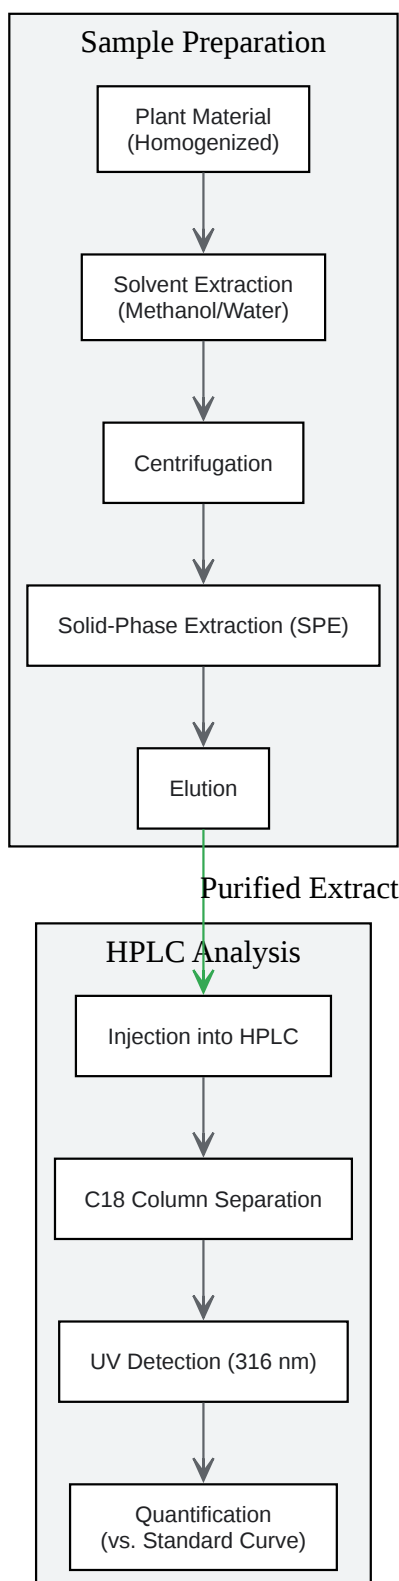 Sample Preparation
Plant Material
(Homogenized)
Solvent Extraction
(Methanol/Water)
Centrifugation
Solid-Phase Extraction (SPE)
Elution
Purified Extract
HPLC Analysis
Injection into HPLC
C18 Column Separation
UV Detection (316 nm)
Quantification
(vs. Standard Curve)